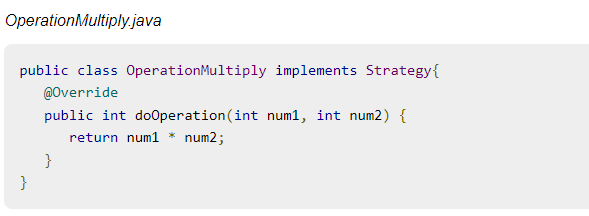 OperationMultiply.java
public class OperationMultiply implements Strategy{
   @Override
   public int doOperation(int num1, int num2) {
      return num1 * num2;
   }
}